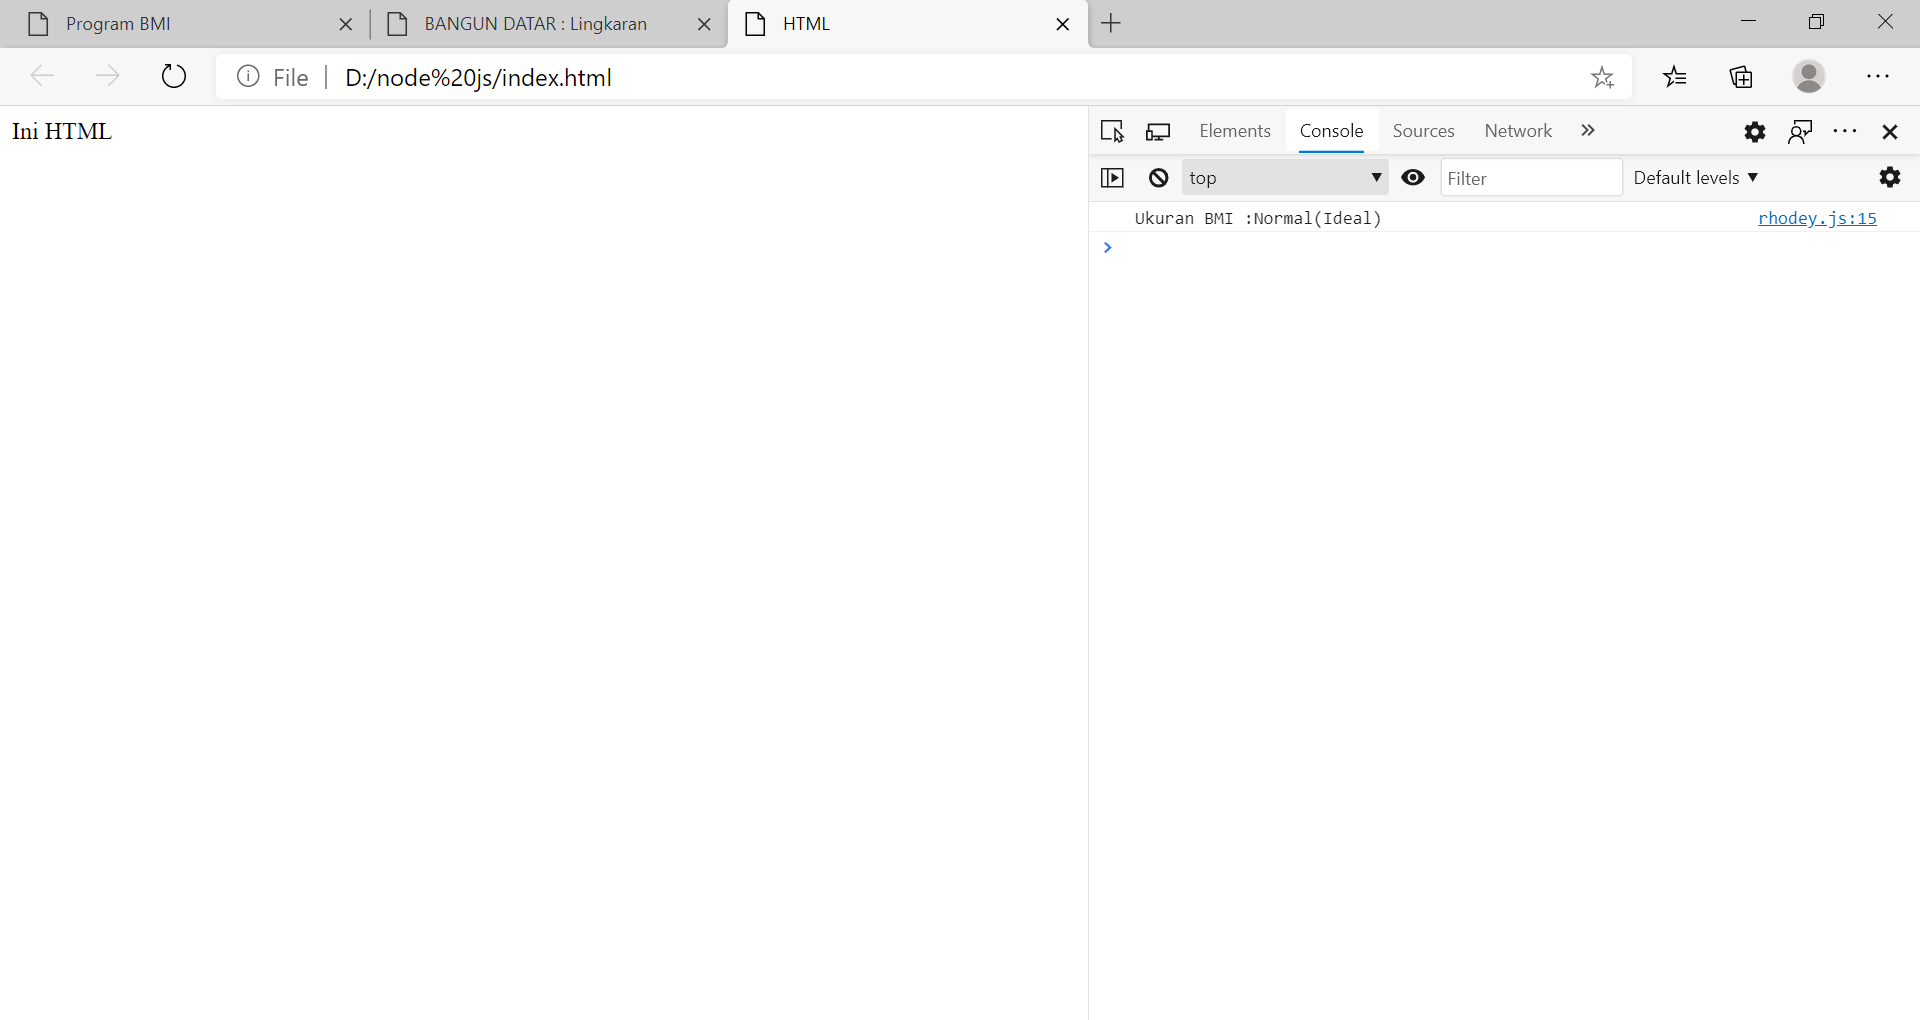 Program BMI
BANGUN DATAR : Lingkaran
HTML
File
D:/node%20js/index.html
Ini HTML
Elements
Console
Sources
Network
top
Filter
Default levels
Ukuran BMI :Normal(Ideal)
rhodey.js:15